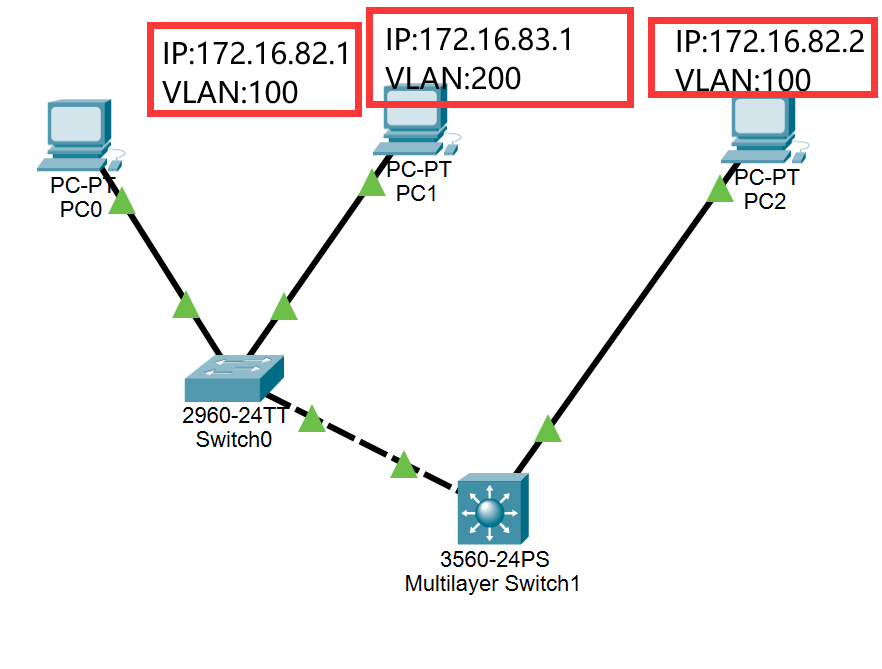 IP:172.16.82.1
VLAN:100
IP:172.16.83.1
VLAN:200
IP:172.16.82.2
VLAN:100
PC-PT
PC0
PC-PT
PC1
PC-PT
PC2
2960-24TT
Switch0
3560-24PS
Multilayer Switch1